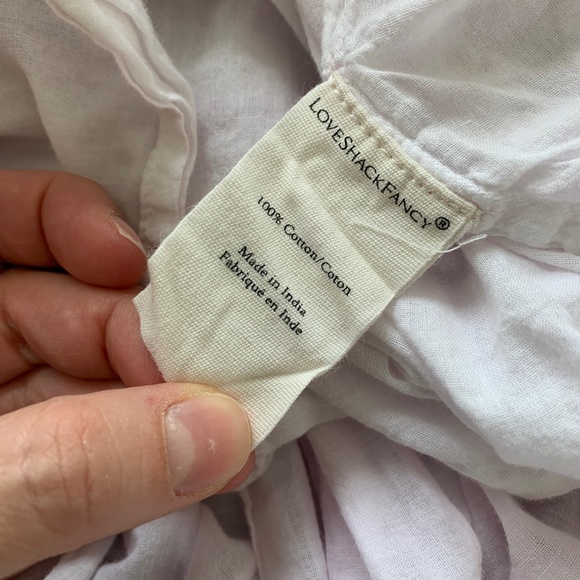 LoveShackFancy®
100% Cotton/Coton
Made in India
Fabriqué en Inde